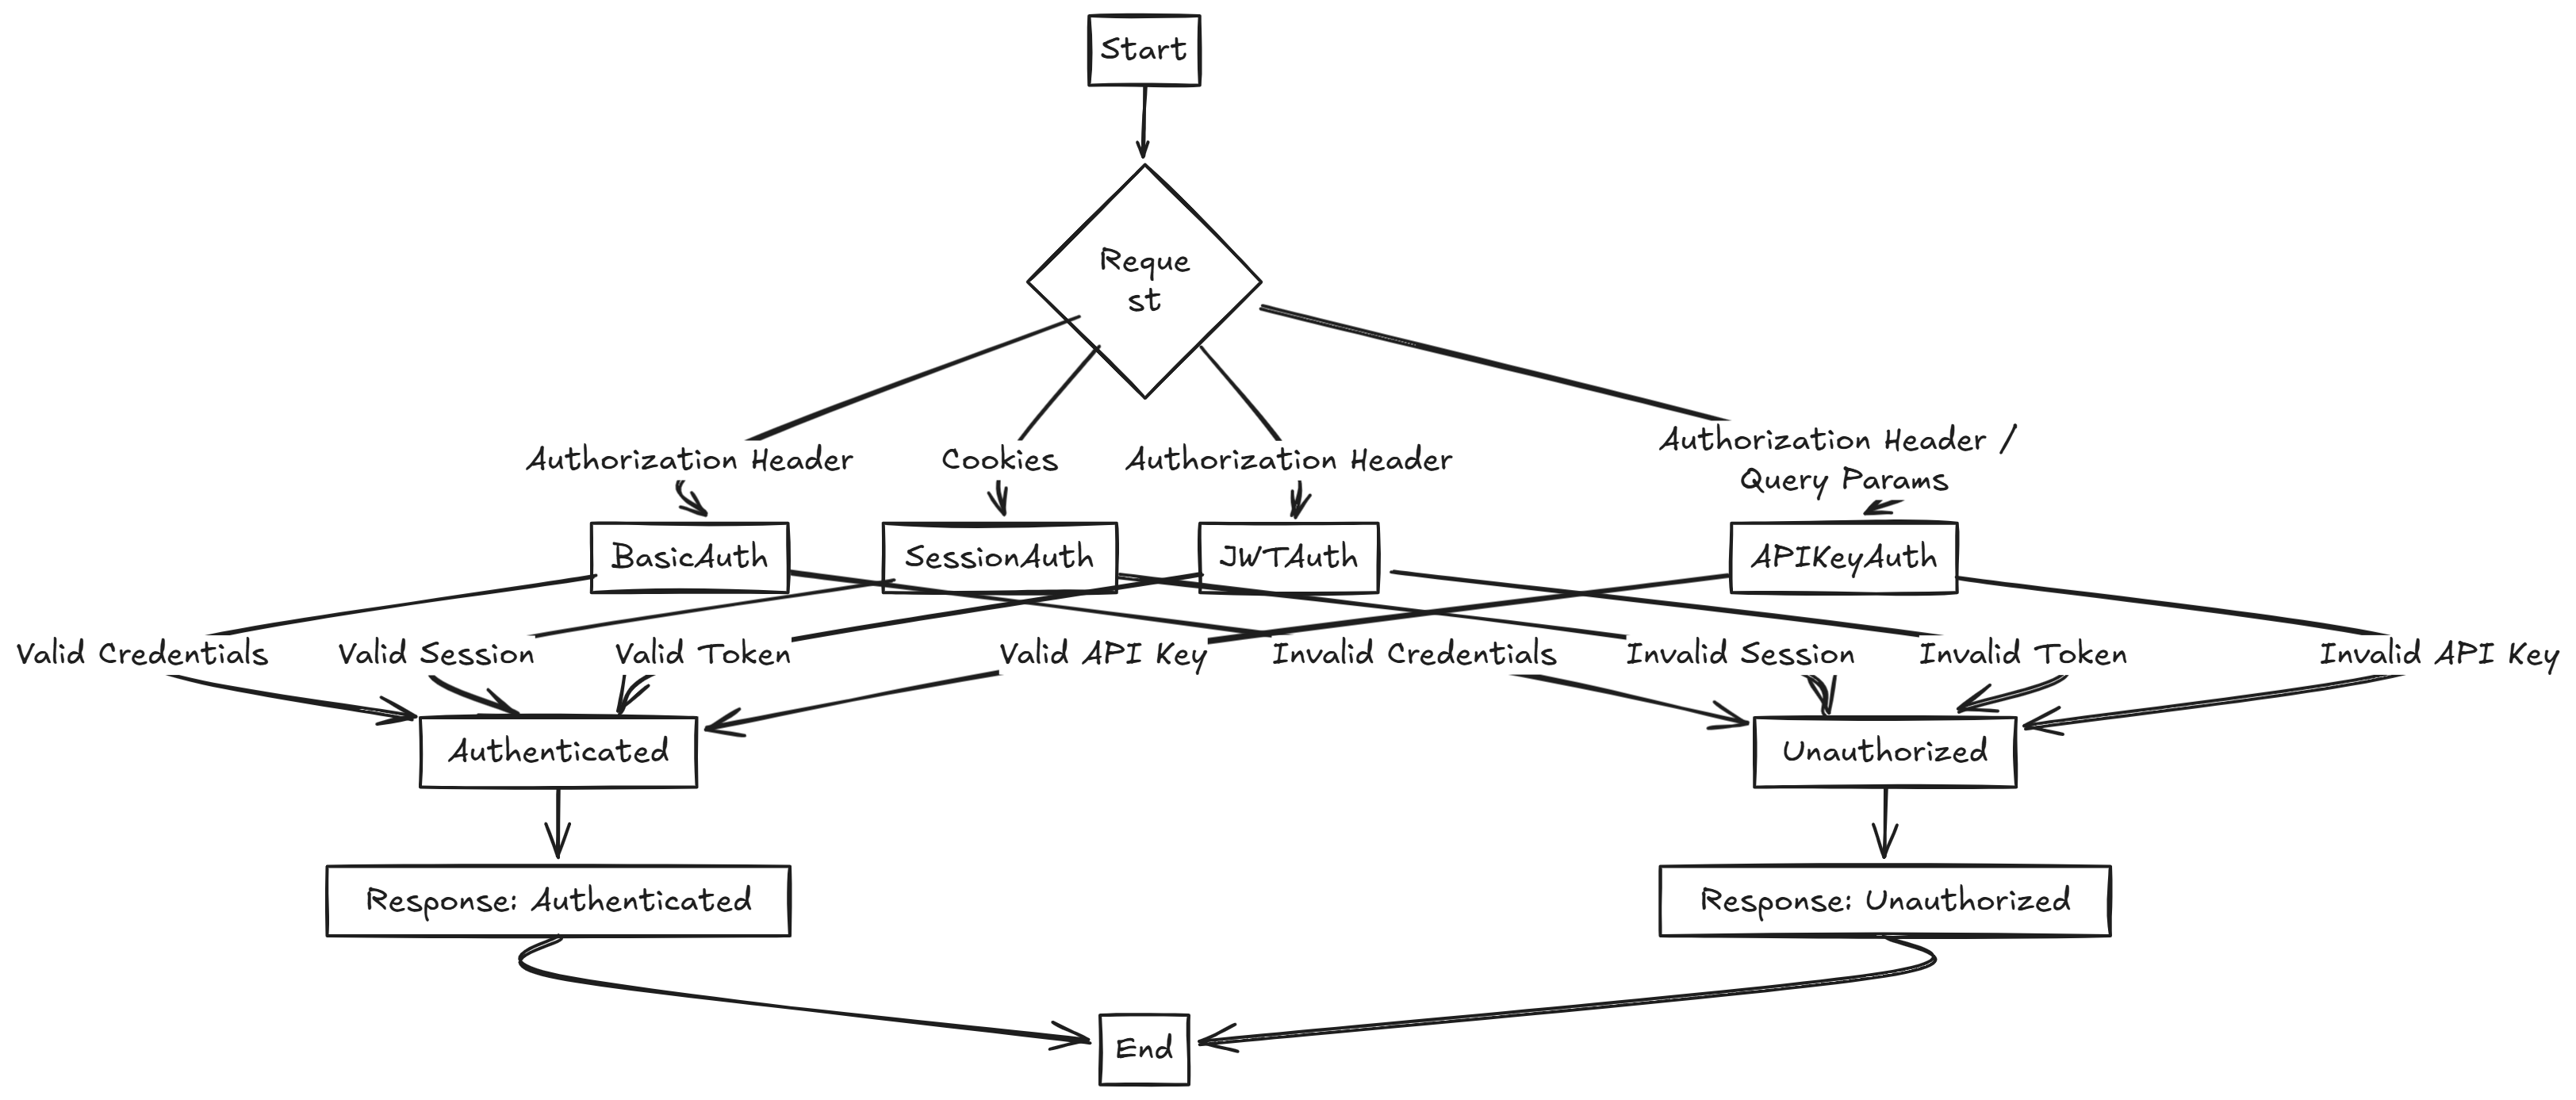 Start
Reque
st
Authorization Header
Cookies
Authorization Header
Authorization Header /
Query Params
BasicAuth
SessionAuth
JWTAuth
APIKeyAuth
Valid Credentials
Valid Session
Valid Token
Valid API Key
Invalid Credentials
Invalid Session
Invalid Token
Invalid API Key
Authenticated
Unauthorized
Response: Authenticated
Response: Unauthorized
End